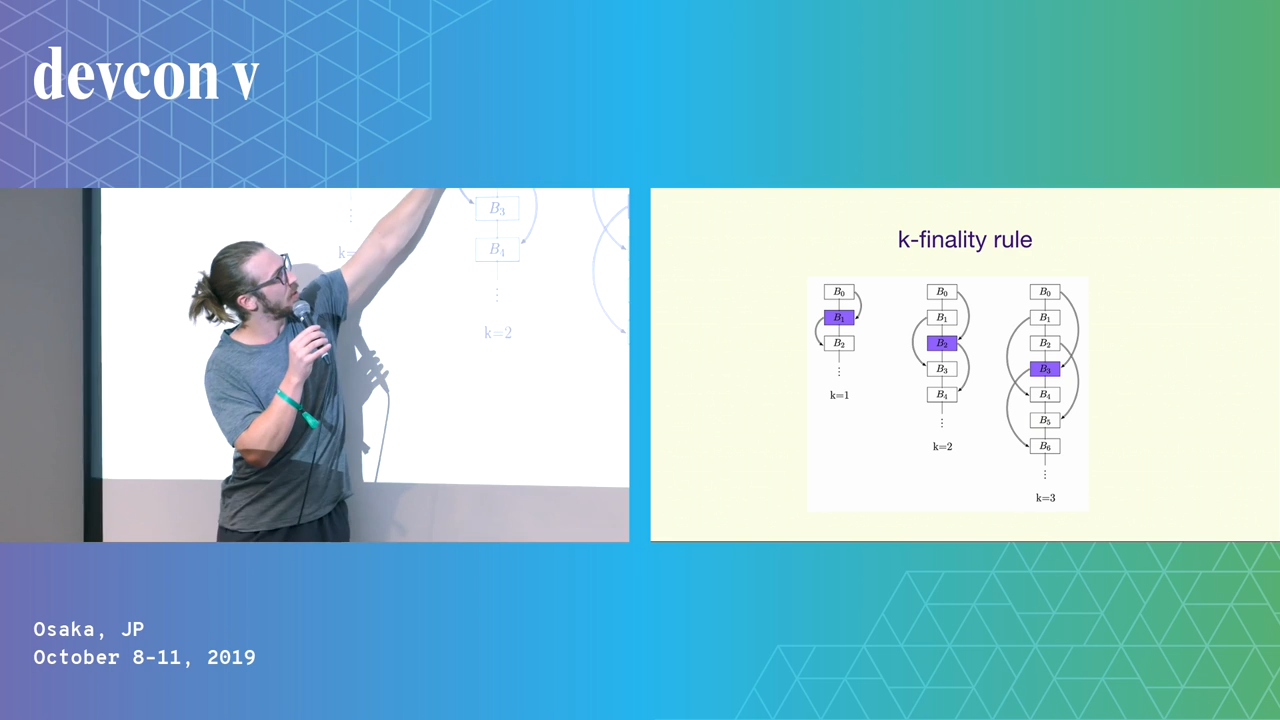 devcon v
B3
B4
⋮
⋮
k=
k=2
k-finality rule
B0
B1
B2
⋮
k=1
B0
B1
B2
B3
B4
⋮
k=2
B0
B1
B2
B3
B4
B5
B6
⋮
k=3
Osaka, JP
October 8-11, 2019